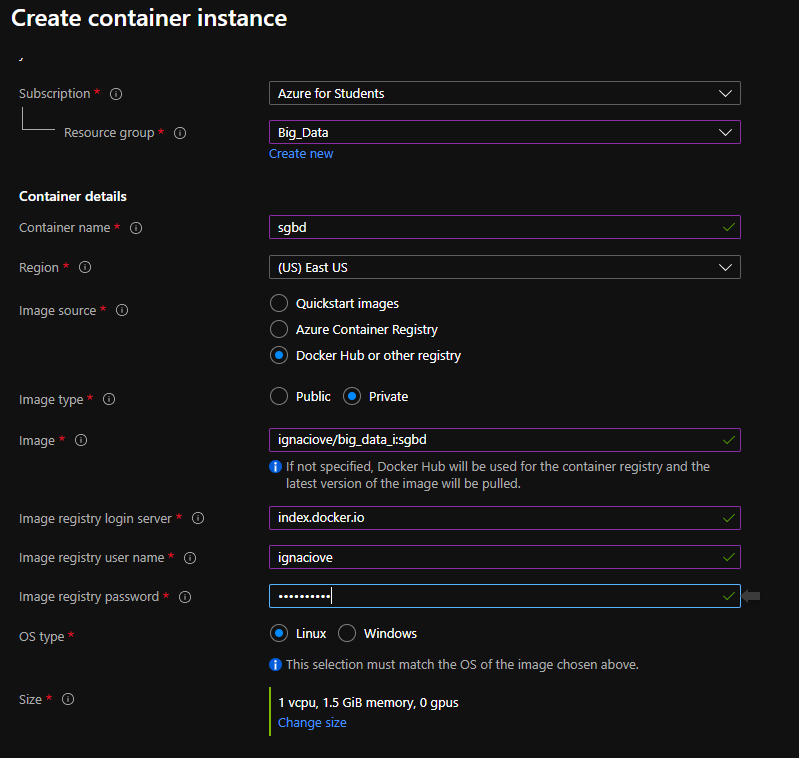 Create container instance
Subscription *
Azure for Students
Resource group *
Big_Data
Create new
Container details
Container name *
sgbd
Region *
(US) East US
Image source *
Quickstart images
Azure Container Registry
Docker Hub or other registry
Image type *
Public
Private
Image *
ignaciove/big_data_i:sgbd
If not specified, Docker Hub will be used for the container registry and the
latest version of the image will be pulled.
Image registry login server *
index.docker.io
Image registry user name *
ignaciove
Image registry password *
••••••••••
OS type *
Linux
Windows
This selection must match the OS of the image chosen above.
Size *
1 vcpu, 1.5 GiB memory, 0 gpus
Change size